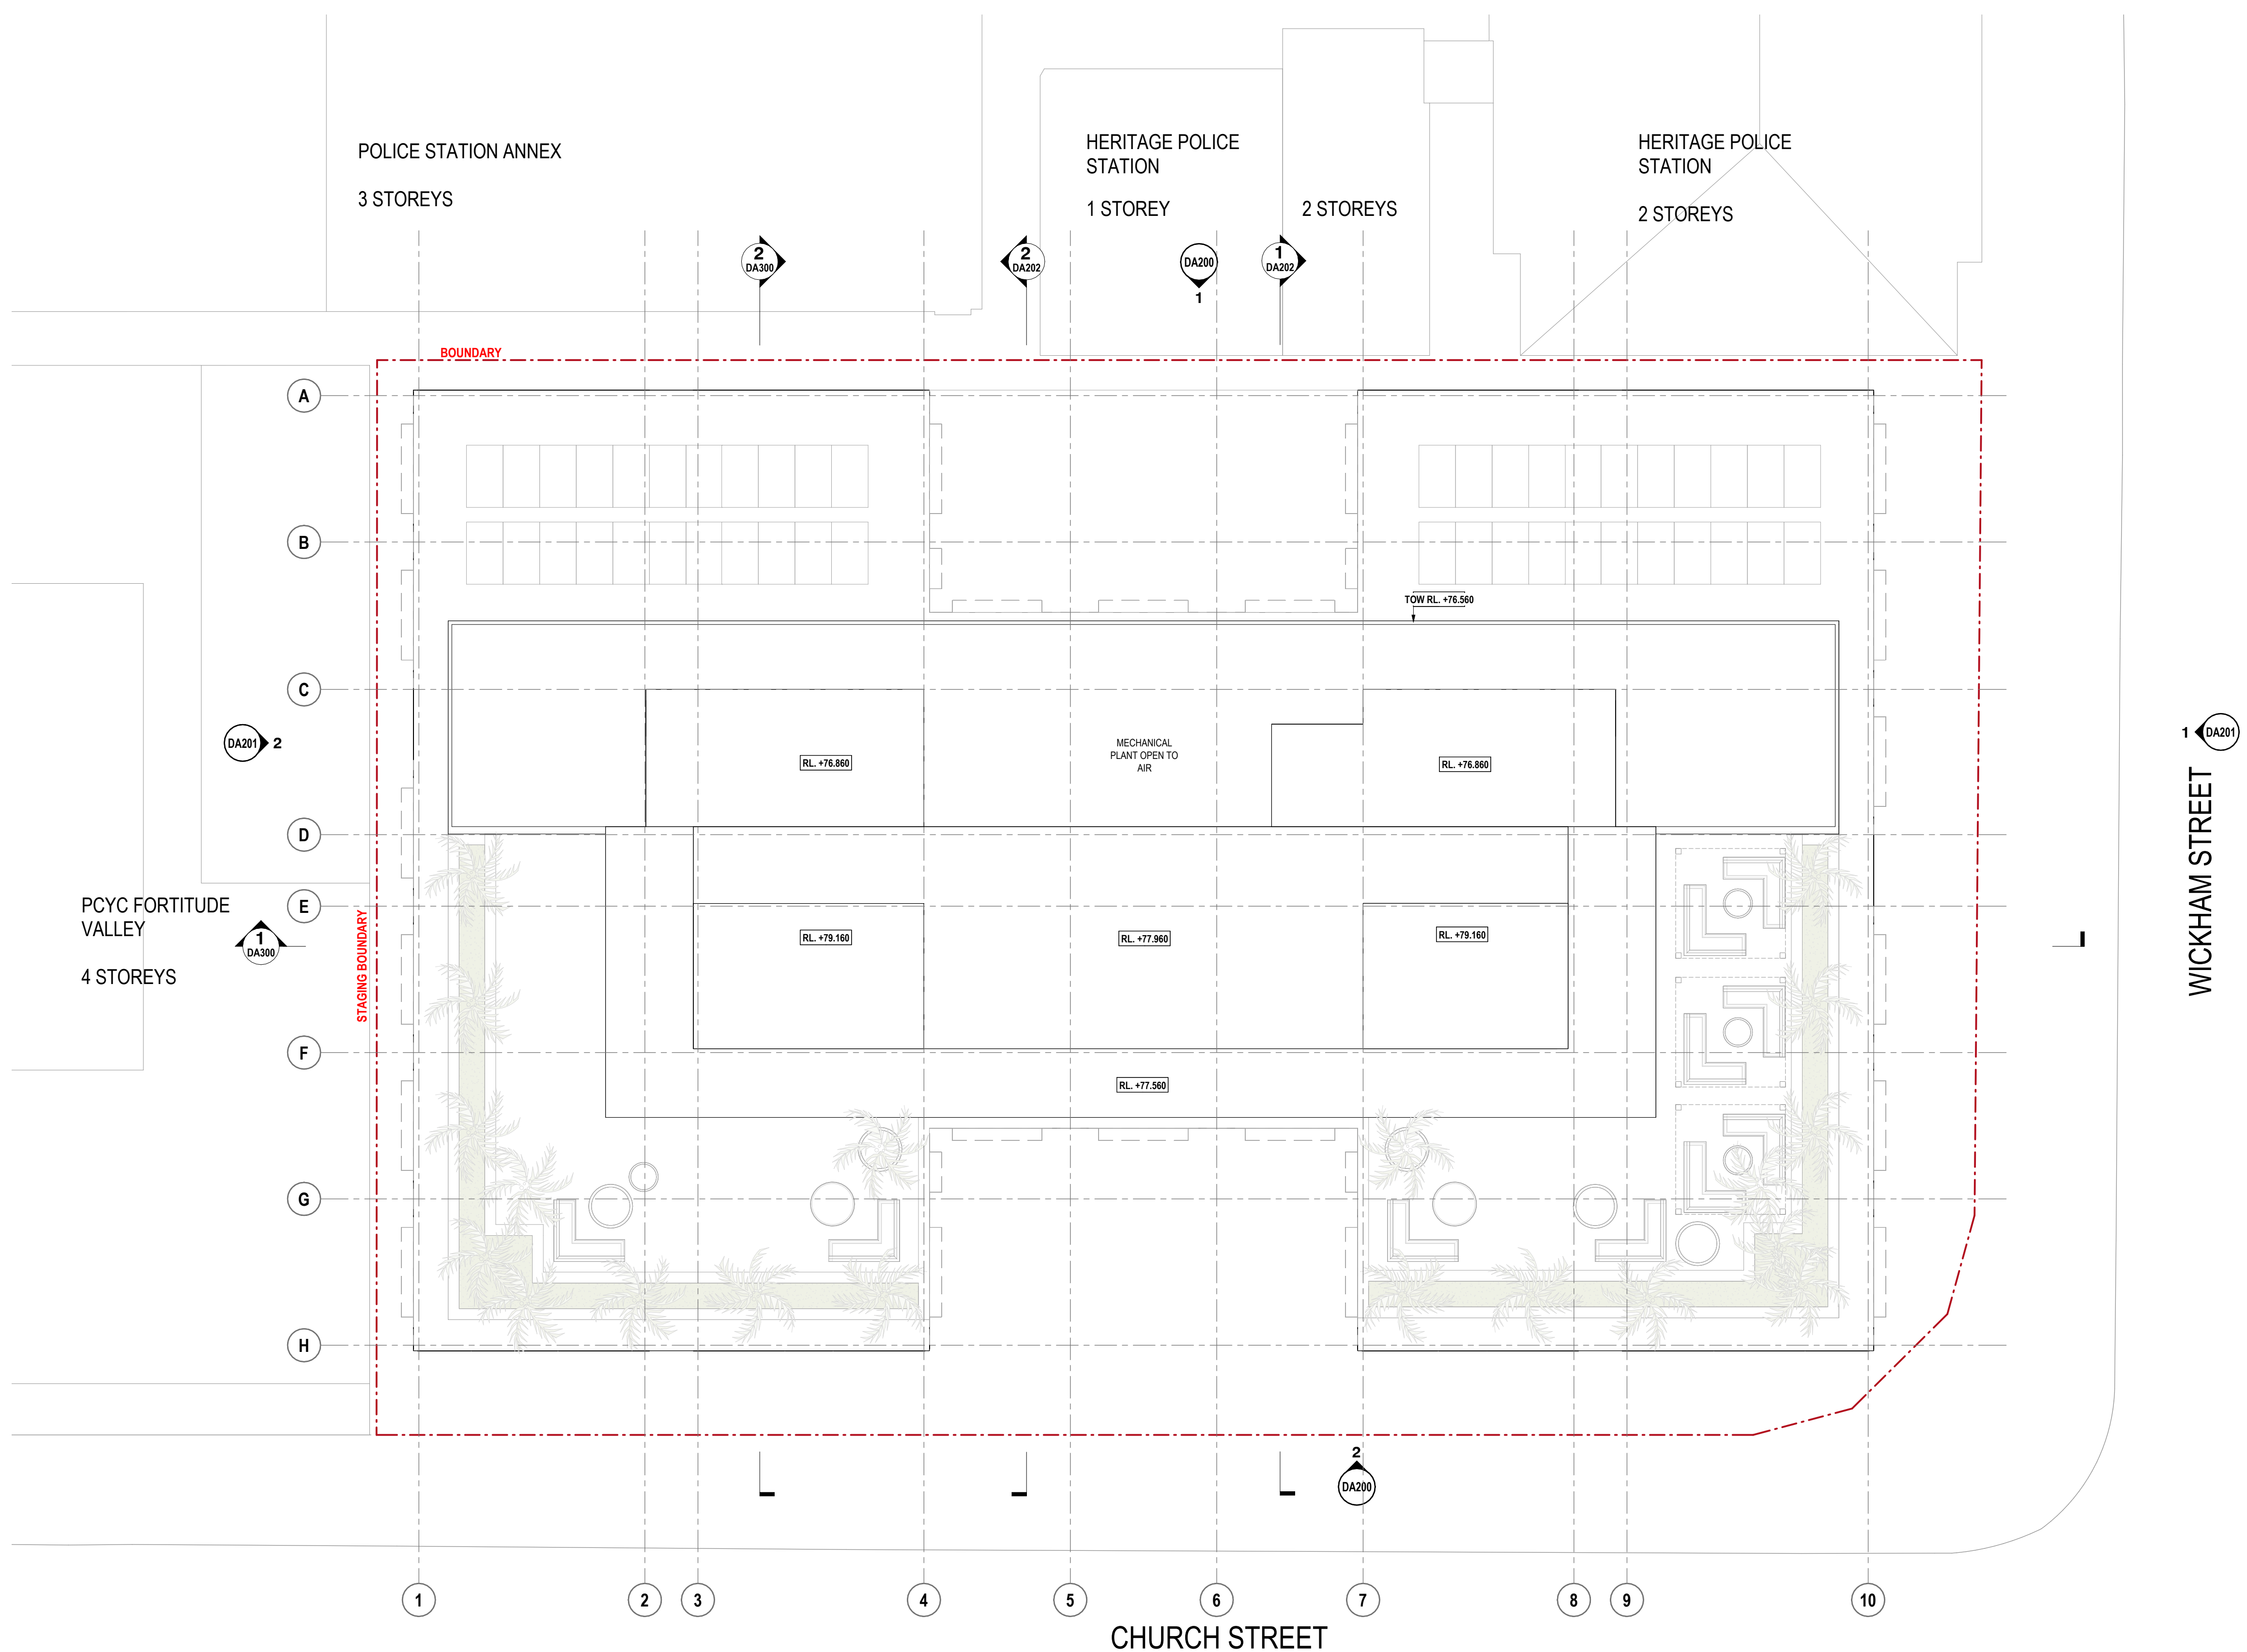 POLICE STATION ANNEX
3 STOREYS
HERITAGE POLICE
STATION
1 STOREY
2 STOREYS
HERITAGE POLICE
STATION
2 STOREYS
2
DA300
2
DA202
DA200
1
1
DA202
BOUNDARY
A
B
TOW RL. +76.560
C
DA201
2
RL. +76.860
MECHANICAL
PLANT OPEN TO
AIR
RL. +76.860
1
DA201
WICKHAM STREET
D
PCYC FORTITUDE
VALLEY
4 STOREYS
1
DA300
STAGING BOUNDARY
E
RL. +79.160
RL. +77.960
RL. +79.160
F
RL. +77.560
G
H
2
DA200
1
2
3
4
5
6
7
8
9
10
CHURCH STREET